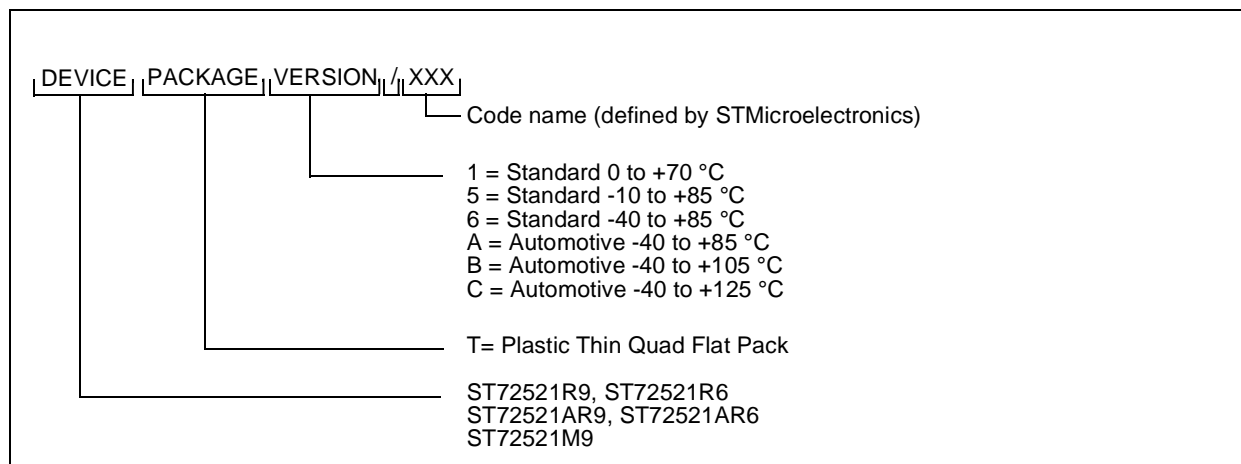 DEVICE PACKAGE VERSION / XXX
Code name (defined by STMicroelectronics)
1 = Standard 0 to +70 °C
5 = Standard -10 to +85 °C
6 = Standard -40 to +85 °C
A = Automotive -40 to +85 °C
B = Automotive -40 to +105 °C
C = Automotive -40 to +125 °C
T= Plastic Thin Quad Flat Pack
ST72521R9, ST72521R6
ST72521AR9, ST72521AR6
ST72521M9